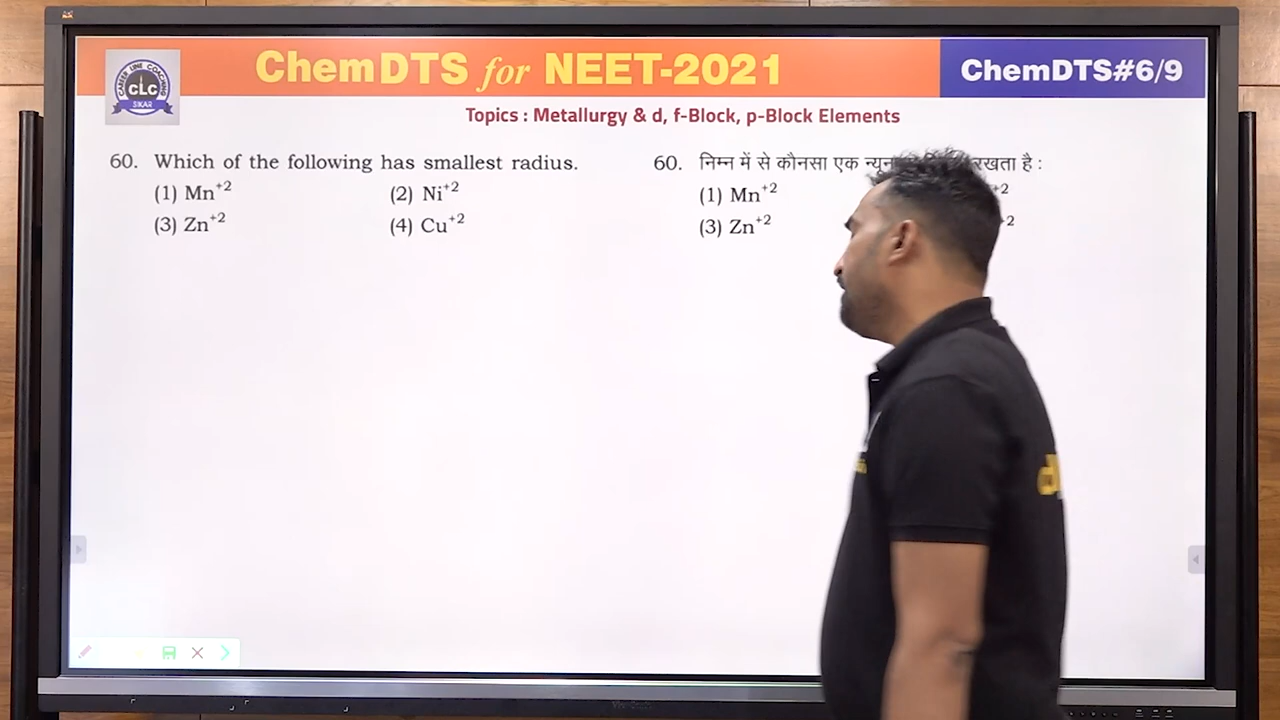 ChemDTS for NEET-2021
ChemDTS#6/9
CAREER LINE COACHING
CLC
SIKAR
Topics : Metallurgy & d, f-Block, p-Block Elements
60. Which of the following has smallest radius.
(1) Mn+2 (2) Ni+2
(3) Zn+2 (4) Cu+2
60. निम्न में से कौनसा एक रखता है :
(1) Mn+2 +2
(3) Zn+2 +2